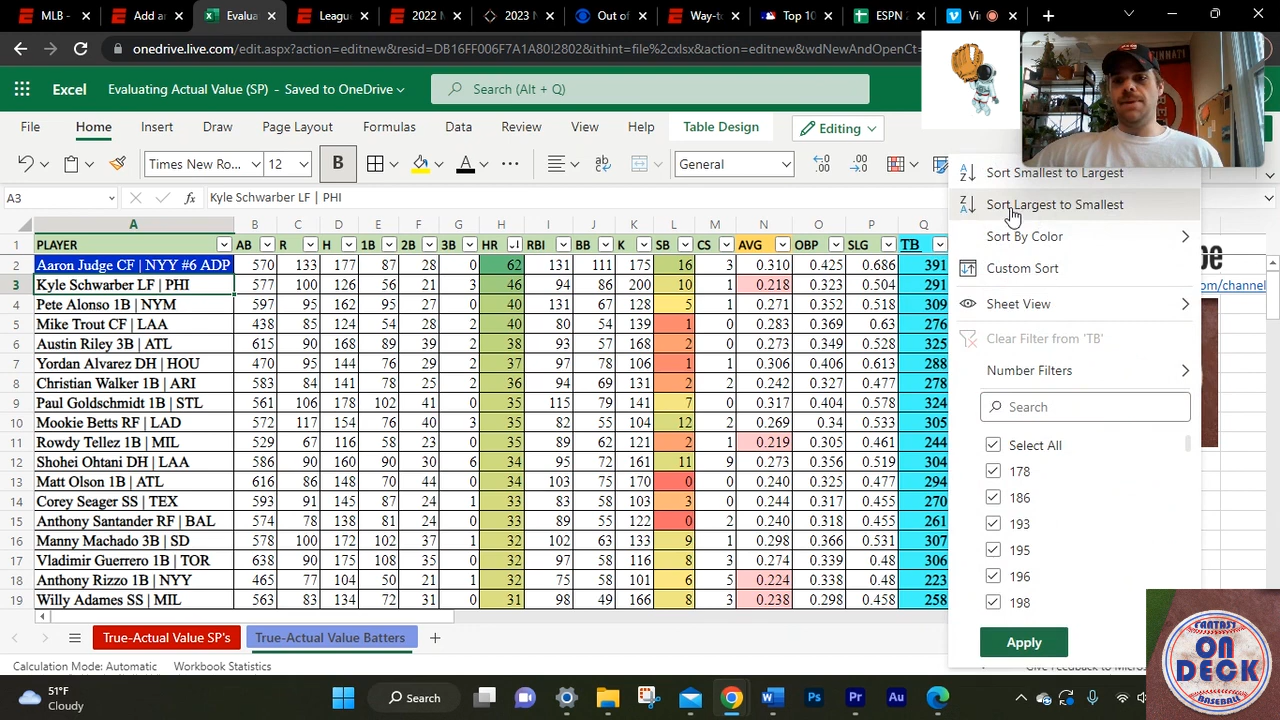 MLB -
Add ar
Evalua
Leagu
2022 M
2023 N
Out of
Way-to
Top 10
ESPN 2
Vi
onedrive.live.com/edit.aspx?action=editnew&resid=DB16FF006F7A1A80!2802&ithint=file%2cxlsx&action=editnew&wdNewAndOpenCt=
Excel
Evaluating Actual Value (SP) - Saved to OneDrive
Search (Alt + Q)
File Home Insert Draw Page Layout Formulas Data Review View Help Table Design Editing
Times New Ro... 12 B General
A3 fx Kyle Schwarber LF | PHI
A B C D E F G H I J K L M N O P Q
1 PLAYER AB R H 1B 2B 3B HR RBI BB K SB CS AVG OBP SLG TB
2 Aaron Judge CF | NYY #6 ADP 570 133 177 87 28 0 62 131 111 175 16 3 0.310 0.425 0.686 391
3 Kyle Schwarber LF | PHI 577 100 126 56 21 3 46 94 86 200 10 1 0.218 0.323 0.504 291
4 Pete Alonso 1B | NYM 597 95 162 95 27 0 40 131 67 128 5 1 0.271 0.352 0.518 309
5 Mike Trout CF | LAA 438 85 124 54 28 2 40 80 54 139 1 0 0.283 0.369 0.63 276
6 Austin Riley 3B | ATL 615 90 168 89 39 2 38 93 57 168 2 0 0.273 0.349 0.528 325
7 Yordan Alvarez DH | HOU 470 95 144 76 29 2 37 97 78 106 1 1 0.306 0.406 0.613 288
8 Christian Walker 1B | ARI 583 84 141 78 25 2 36 94 69 131 2 2 0.242 0.327 0.477 278
9 Paul Goldschmidt 1B | STL 561 106 178 102 41 0 35 115 79 141 7 0 0.317 0.404 0.578 324
10 Mookie Betts RF | LAD 572 117 154 76 40 3 35 82 55 104 12 2 0.269 0.34 0.533 305
11 Rowdy Tellez 1B | MIL 529 67 116 58 23 0 35 89 62 121 2 1 0.219 0.305 0.461 244
12 Shohei Ohtani DH | LAA 586 90 160 90 30 6 34 95 72 161 11 9 0.273 0.356 0.519 304
13 Matt Olson 1B | ATL 616 86 148 70 44 0 34 103 75 170 0 0 0.240 0.325 0.477 294
14 Corey Seager SS | TEX 593 91 145 87 24 1 33 83 58 103 3 0 0.244 0.317 0.455 270
15 Anthony Santander RF | BAL 574 78 138 81 24 0 33 89 55 122 0 2 0.240 0.318 0.455 261
16 Manny Machado 3B | SD 578 100 172 102 37 1 32 102 63 133 9 1 0.298 0.366 0.531 307
17 Vladimir Guerrero 1B | TOR 638 90 175 108 35 0 32 97 58 116 8 3 0.274 0.339 0.48 306
18 Anthony Rizzo 1B | NYY 465 77 104 50 21 1 32 75 58 101 6 5 0.224 0.338 0.48 223
19 Willy Adames SS | MIL 563 83 134 72 31 0 31 98 49 166 8 3 0.238 0.298 0.458 258
Sort Smallest to Largest
Sort Largest to Smallest
Sort By Color
Custom Sort
Sheet View
Clear Filter from 'TB'
Number Filters
Search
Select All
178
186
193
195
196
198
Apply
com/channel
True-Actual Value SP's True-Actual Value Batters
Calculation Mode: Automatic Workbook Statistics
51°F
Cloudy
Search
FANTASY
ON
DECK
BASEBALL